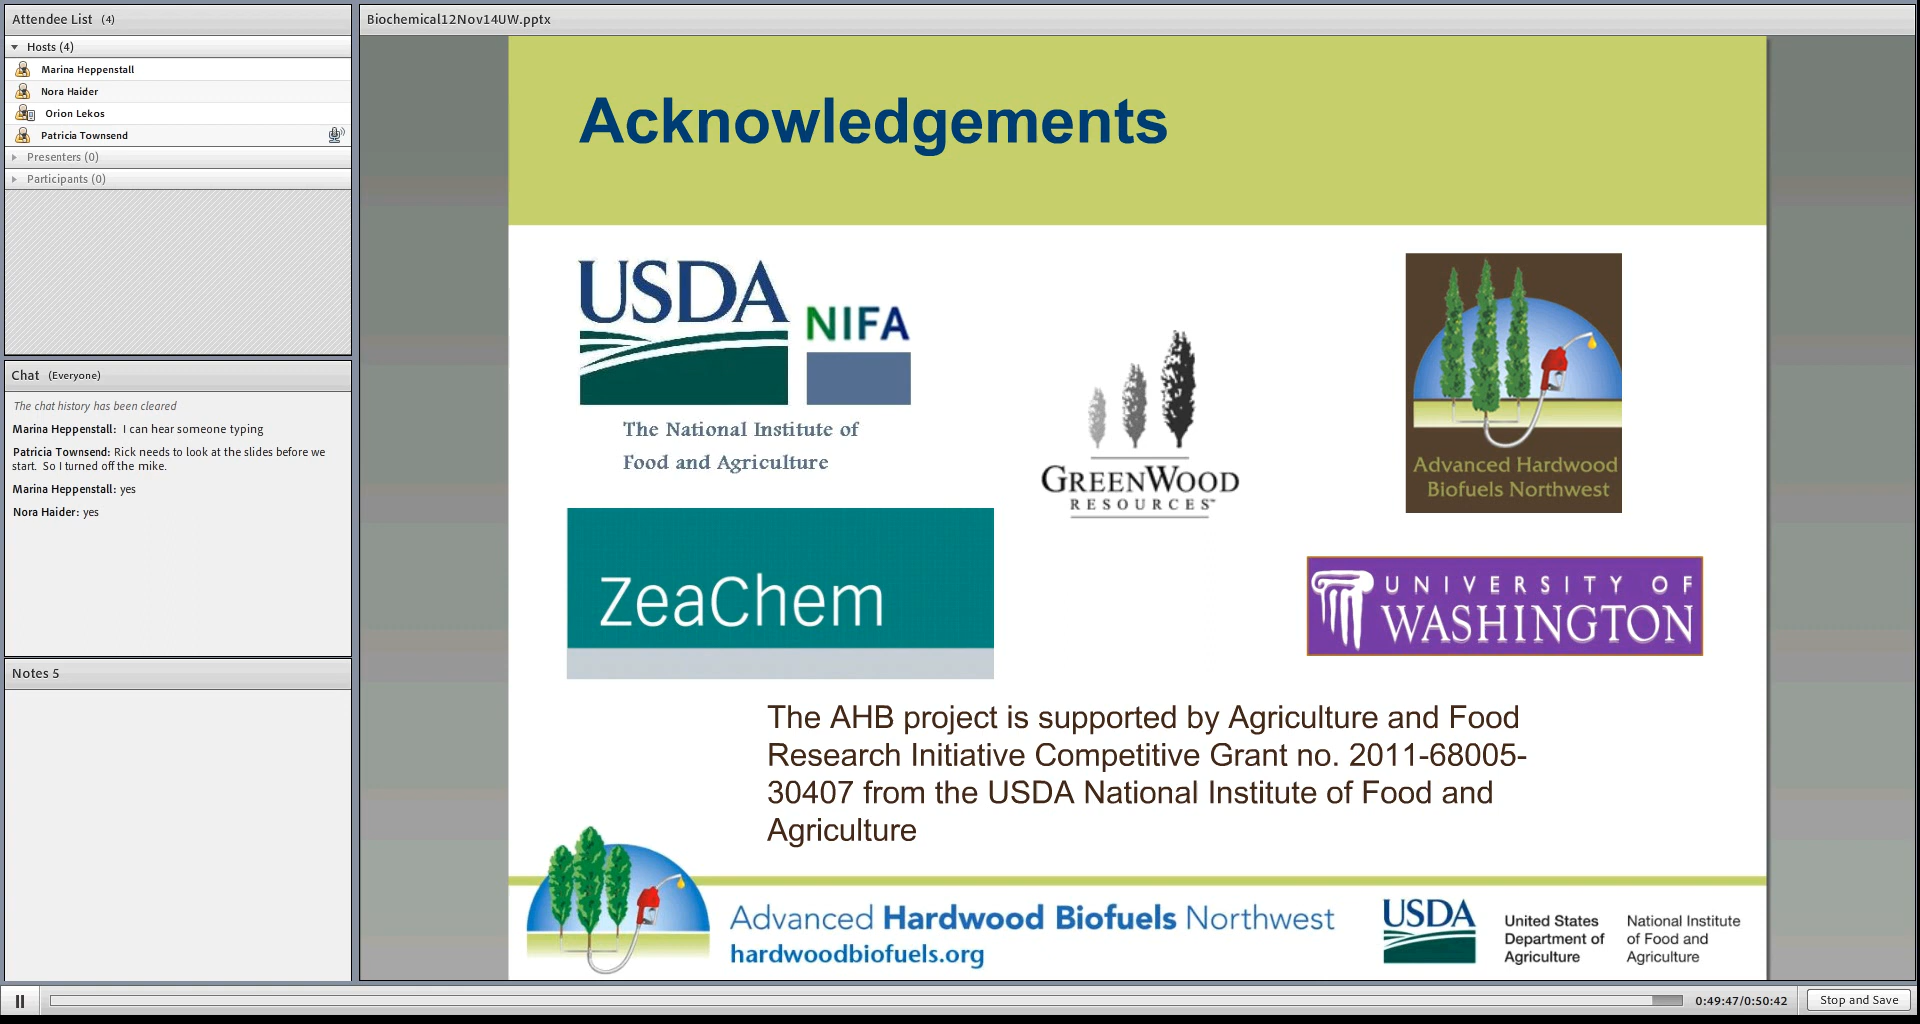 Attendee List (4)
Hosts (4)
Marina Heppenstall
Nora Haider
Orion Lekos
Patricia Townsend
Presenters (0)
Participants (0)
Chat (Everyone)
The chat history has been cleared
Marina Heppenstall: I can hear someone typing
Patricia Townsend: Rick needs to look at the slides before we
start. So I turned off the mike.
Marina Heppenstall: yes
Nora Haider: yes
Notes 5
Biochemical12Nov14UW.pptx
Acknowledgements
USDA
NIFA
The National Institute of
Food and Agriculture
GREENWOOD
RESOURCES™
Advanced Hardwood
Biofuels Northwest
ZeaChem
UNIVERSITY OF
WASHINGTON
The AHB project is supported by Agriculture and Food
Research Initiative Competitive Grant no. 2011-68005-
30407 from the USDA National Institute of Food and
Agriculture
Advanced Hardwood Biofuels Northwest
hardwoodbiofuels.org
USDA
United States
Department of
Agriculture
National Institute
of Food and
Agriculture
0:49:47/0:50:42
Stop and Save